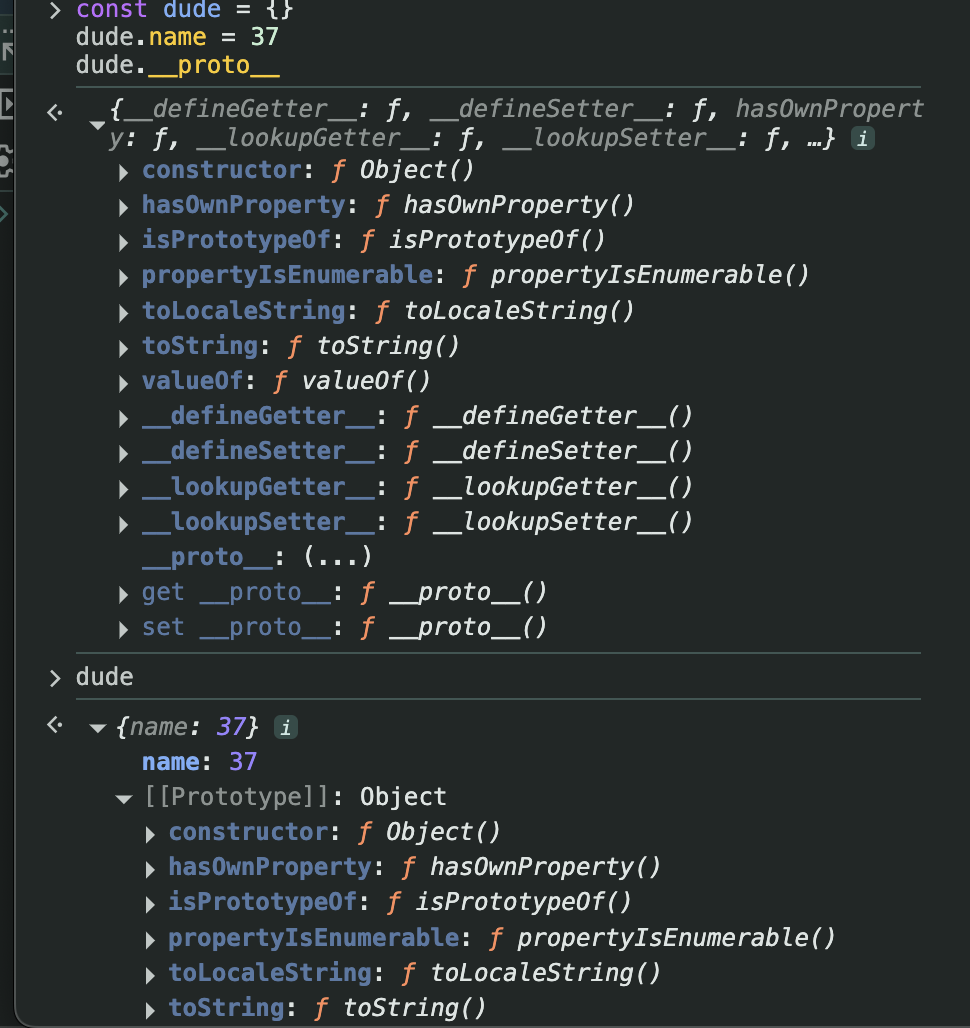 > const dude = {}
dude.name = 37
dude.__proto__
{__defineGetter__: ƒ, __defineSetter__: ƒ, hasOwnPropert
y: ƒ, __lookupGetter__: ƒ, __lookupSetter__: ƒ, …} i
constructor: ƒ Object()
hasOwnProperty: ƒ hasOwnProperty()
isPrototypeOf: ƒ isPrototypeOf()
propertyIsEnumerable: ƒ propertyIsEnumerable()
toLocaleString: ƒ toLocaleString()
toString: ƒ toString()
valueOf: ƒ valueOf()
__defineGetter__: ƒ __defineGetter__()
__defineSetter__: ƒ __defineSetter__()
__lookupGetter__: ƒ __lookupGetter__()
__lookupSetter__: ƒ __lookupSetter__()
__proto__: (...)
get __proto__: ƒ __proto__()
set __proto__: ƒ __proto__()
> dude
{name: 37} i
name: 37
[[Prototype]]: Object
constructor: ƒ Object()
hasOwnProperty: ƒ hasOwnProperty()
isPrototypeOf: ƒ isPrototypeOf()
propertyIsEnumerable: ƒ propertyIsEnumerable()
toLocaleString: ƒ toLocaleString()
toString: ƒ toString()